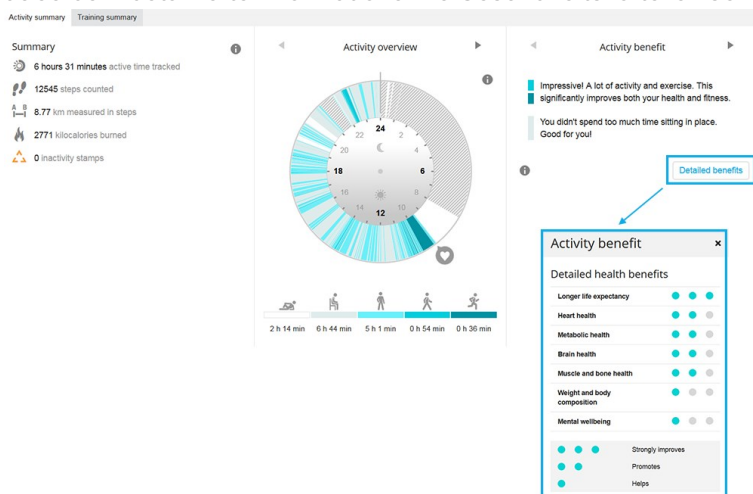 Activity summary
Training summary
Summary
6 hours 31 minutes active time tracked
12545 steps counted
A B
8.77 km measured in steps
2771 kilocalories burned
0 inactivity stamps
Activity overview
24
22 2
20 4
18 6
16 8
14 10
12
2 h 14 min 6 h 44 min 5 h 1 min 0 h 54 min 0 h 36 min
Activity benefit
Impressive! A lot of activity and exercise. This
significantly improves both your health and fitness.
You didn't spend too much time sitting in place.
Good for you!
Detailed benefits
Activity benefit ×
Detailed health benefits
Longer life expectancy
Heart health
Metabolic health
Brain health
Muscle and bone health
Weight and body
composition
Mental wellbeing
Strongly improves
Promotes
Helps